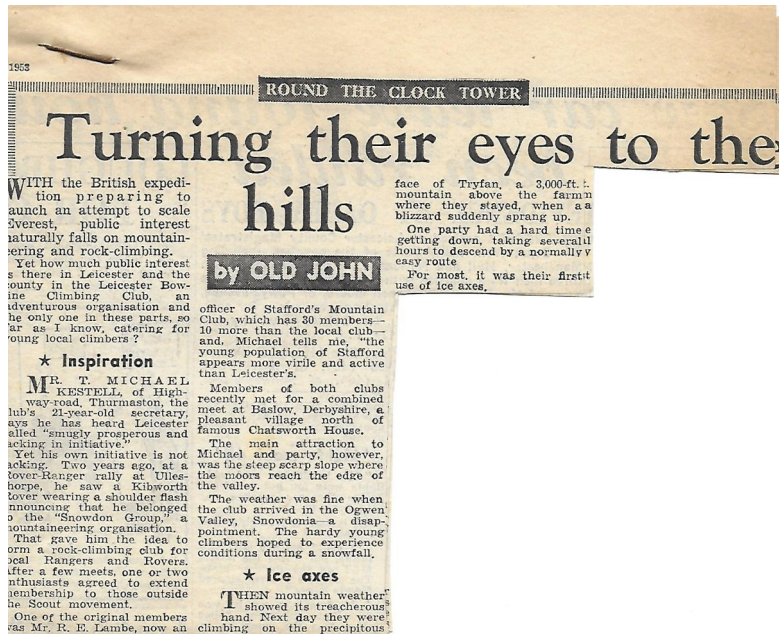 1953
ROUND THE CLOCK TOWER
Turning their eyes to the
hills
by OLD JOHN
WITH the British expedi-
tion preparing to
launch an attempt to scale
Everest, public interest
naturally falls on mountain-
eering and rock-climbing.
Yet how much public interest
is there in Leicester and the
county in the Leicester Bow-
line Climbing Club, an
adventurous organisation and
the only one in these parts, so
far as I know, catering for
young local climbers ?
★ Inspiration
MR. T. MICHAEL
KESTELL, of High-
way-road, Thurmaston, the
club's 21-year-old secretary,
says he has heard Leicester
called "smugly prosperous and
lacking in initiative."
Yet his own initiative is not
lacking. Two years ago, at a
Rover-Ranger rally at Ulles-
thorpe, he saw a Kibworth
Rover wearing a shoulder flash
announcing that he belonged
to the "Snowdon Group," a
mountaineering organisation.
That gave him the idea to
form a rock-climbing club for
local Rangers and Rovers.
After a few meets, one or two
enthusiasts agreed to extend
membership to those outside
the Scout movement.
One of the original members
was Mr. R. E. Lambe, now an
officer of Stafford's Mountain
Club, which has 30 members—
10 more than the local club—
and, Michael tells me, "the
young population of Stafford
appears more virile and active
than Leicester's.
Members of both clubs
recently met for a combined
meet at Baslow, Derbyshire, a
pleasant village north of
famous Chatsworth House.
The main attraction to
Michael and party, however,
was the steep scarp slope where
the moors reach the edge of
the valley.
The weather was fine when
the club arrived in the Ogwen
Valley, Snowdonia—a disap-
pointment. The hardy young
climbers hoped to experience
conditions during a snowfall.
★ Ice axes
THEN mountain weather
showed its treacherous
hand. Next day they were
climbing on the precipitous
face of Tryfan, a 3,000-ft.
mountain above the farm
where they stayed, when a
blizzard suddenly sprang up.
One party had a hard time
getting down, taking several
hours to descend by a normally
easy route
For most, it was their first
use of ice axes.